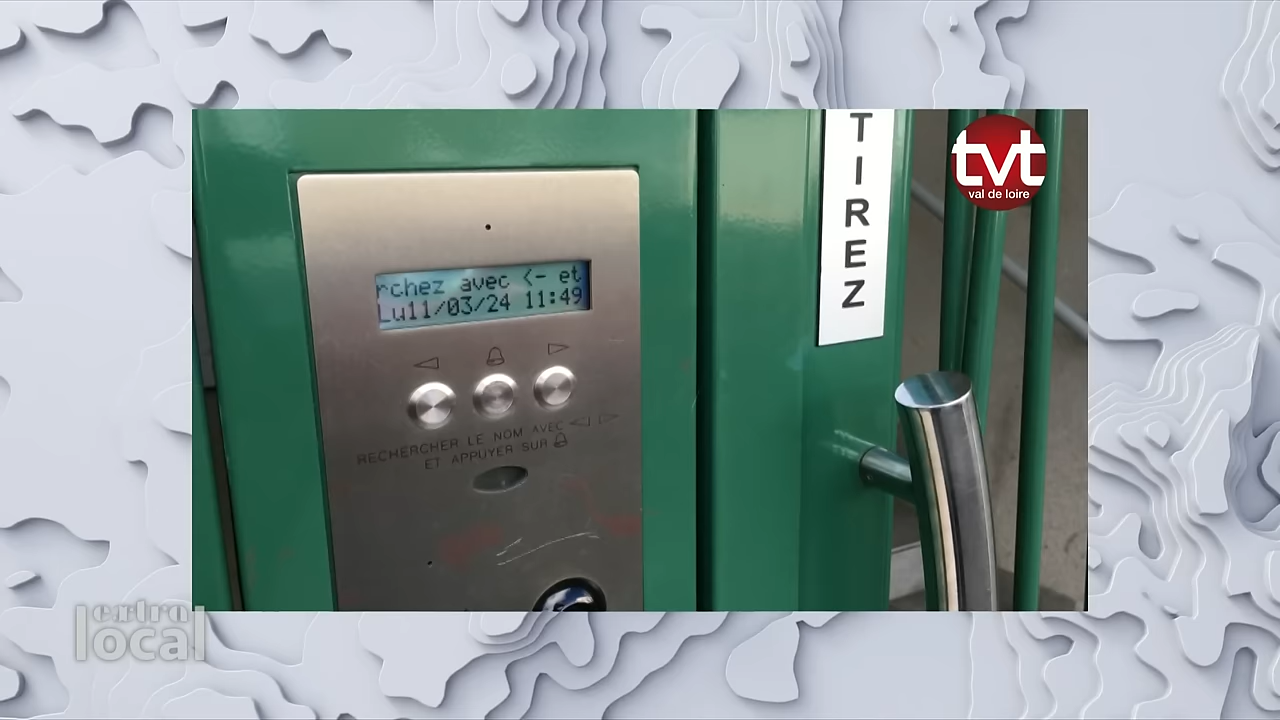 TIREZ
tvt
val de loire
rchez avec <- et
Lu11/03/24 11:49
RECHERCHER LE NOM AVEC ◁ ▷
ET APPUYER SUR
extra
local